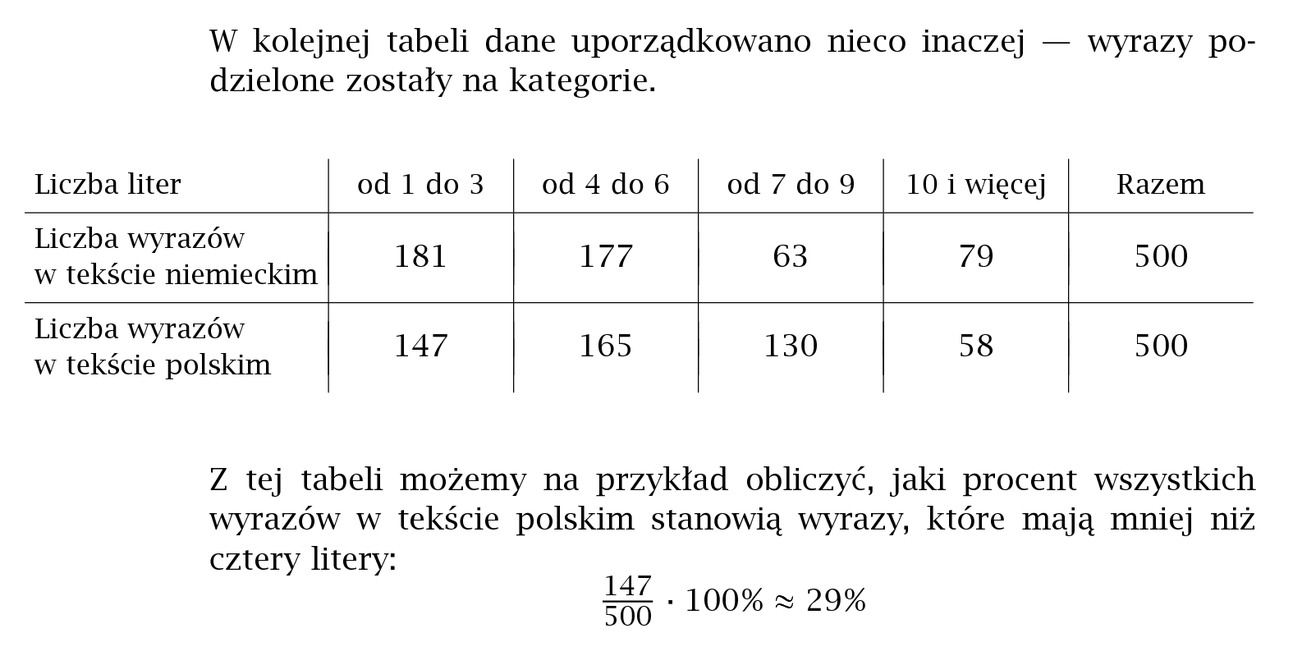 W kolejnej tabeli dane uporządkowano nieco inaczej — wyrazy po-
dzielone zostały na kategorie.
Liczba liter od 1 do 3 od 4 do 6 od 7 do 9 10 i więcej Razem
Liczba wyrazów
w tekście niemieckim 181 177 63 79 500
Liczba wyrazów
w tekście polskim 147 165 130 58 500
Z tej tabeli możemy na przykład obliczyć, jaki procent wszystkich
wyrazów w tekście polskim stanowią wyrazy, które mają mniej niż
cztery litery:
147/500 · 100% ≈ 29%